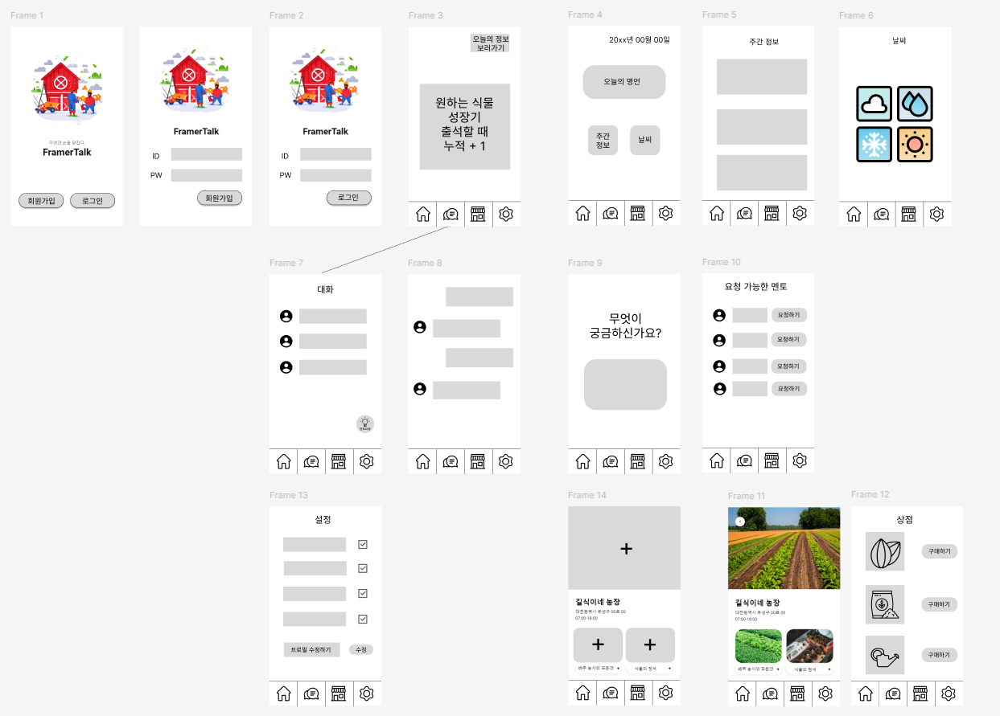 Frame 1
자연과 손을 맞잡다,
FramerTalk
회원가입
로그인
FramerTalk
ID
PW
회원가입
Frame 2
FramerTalk
ID
PW
로그인
Frame 3
오늘의 정보
보러가기
원하는 식물
성장기
출석할 때
누적 + 1
Frame 4
20xx년 00월 00일
오늘의 명언
주간
정보
날씨
Frame 5
주간 정보
Frame 6
날씨
Frame 7
대화
Frame 8
Frame 9
무엇이
궁금하신가요?
Frame 10
요청 가능한 멘토
요청하기
요청하기
요청하기
요청하기
Frame 13
설정
프로필 수정하기
수정
Frame 14
길식이네 농장
대전광역시 유성구 00로 00
07:00-18:00
배추 농사의 모든것
식물의 정석
Frame 11
길식이네 농장
대전광역시 유성구 00로 00
07:00-18:00
배추 농사의 모든것
식물의 정석
Frame 12
상점
구매하기
구매하기
구매하기